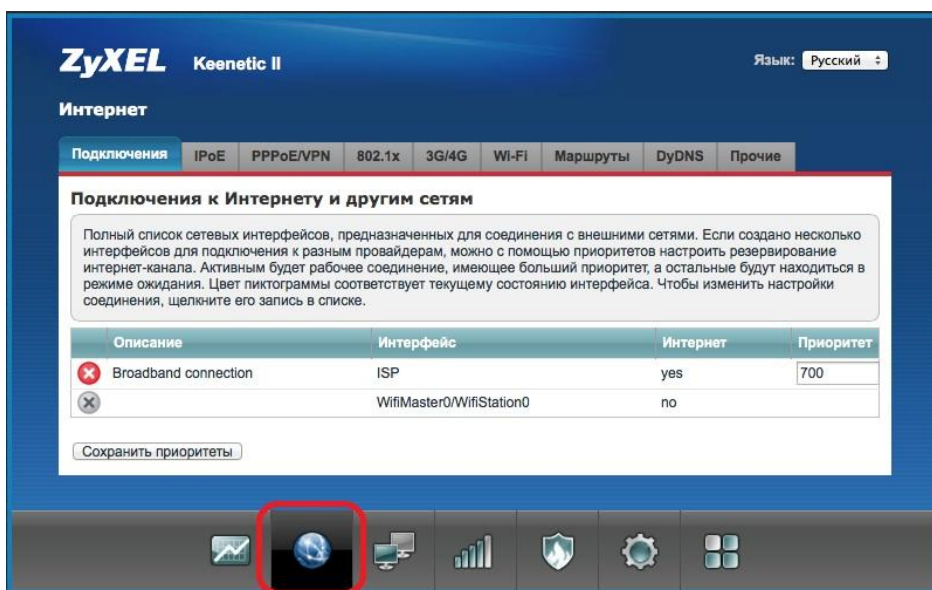 ZyXEL Keenetic II
Язык: Русский
Интернет
Подключения IPoE PPPoE/VPN 802.1x 3G/4G Wi-Fi Маршруты DyDNS Прочие
Подключения к Интернету и другим сетям
Полный список сетевых интерфейсов, предназначенных для соединения с внешними сетями. Если создано несколько
интерфейсов для подключения к разным провайдерам, можно с помощью приоритетов настроить резервирование
интернет-канала. Активным будет рабочее соединение, имеющее больший приоритет, а остальные будут находиться в
режиме ожидания. Цвет пиктограммы соответствует текущему состоянию интерфейса. Чтобы изменить настройки
соединения, щелкните его запись в списке.
Описание Интерфейс Интернет Приоритет
Broadband connection ISP yes 700
WifiMaster0/WifiStation0 no
Сохранить приоритеты